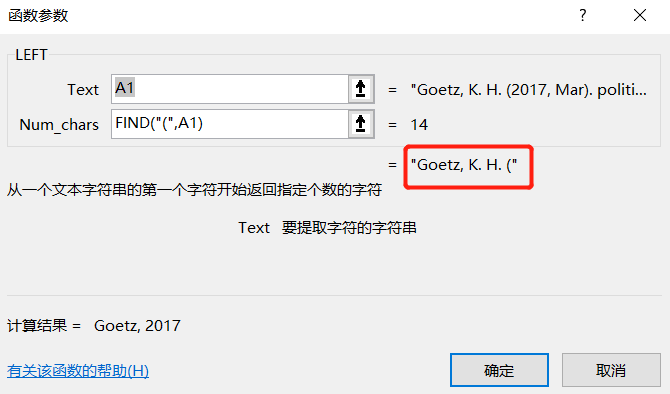 函数参数 ? ×
LEFT
Text A1 = "Goetz, K. H. (2017, Mar). politi...
Num_chars FIND("(",A1) = 14
= "Goetz, K. H. ("
从一个文本字符串的第一个字符开始返回指定个数的字符
Text 要提取字符的字符串
计算结果 = Goetz, 2017
有关该函数的帮助(H) 确定 取消